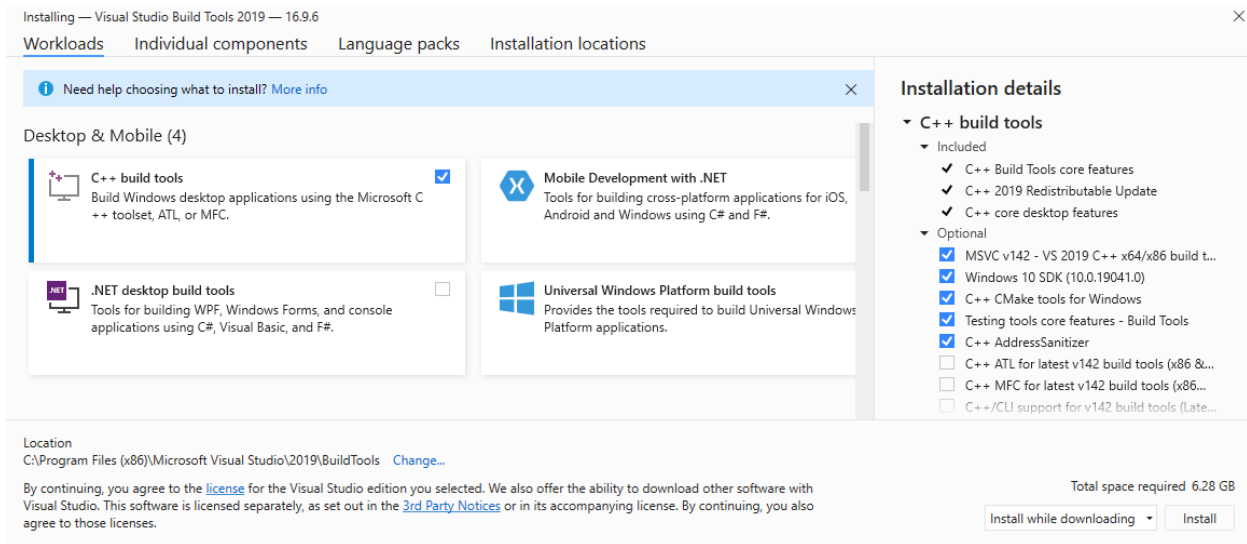 Installing — Visual Studio Build Tools 2019 — 16.9.6
Workloads Individual components Language packs Installation locations
Need help choosing what to install? More info
Desktop & Mobile (4)
C++ build tools
Build Windows desktop applications using the Microsoft C
++ toolset, ATL, or MFC.
Mobile Development with .NET
Tools for building cross-platform applications for iOS,
Android and Windows using C# and F#.
.NET
.NET desktop build tools
Tools for building WPF, Windows Forms, and console
applications using C#, Visual Basic, and F#.
Universal Windows Platform build tools
Provides the tools required to build Universal Windows
Platform applications.
Installation details
C++ build tools
Included
C++ Build Tools core features
C++ 2019 Redistributable Update
C++ core desktop features
Optional
MSVC v142 - VS 2019 C++ x64/x86 build t...
Windows 10 SDK (10.0.19041.0)
C++ CMake tools for Windows
Testing tools core features - Build Tools
C++ AddressSanitizer
C++ ATL for latest v142 build tools (x86 &...
C++ MFC for latest v142 build tools (x86...
C++/CLI support for v142 build tools (Late...
Location
C:\Program Files (x86)\Microsoft Visual Studio\2019\BuildTools Change...
By continuing, you agree to the license for the Visual Studio edition you selected. We also offer the ability to download other software with
Visual Studio. This software is licensed separately, as set out in the 3rd Party Notices or in its accompanying license. By continuing, you also
agree to those licenses.
Total space required 6.28 GB
Install while downloading Install